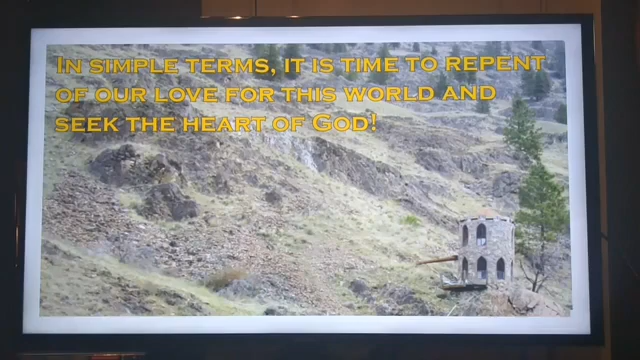 In simple terms, it is time to repent
of our love for this world and
seek the heart of God!